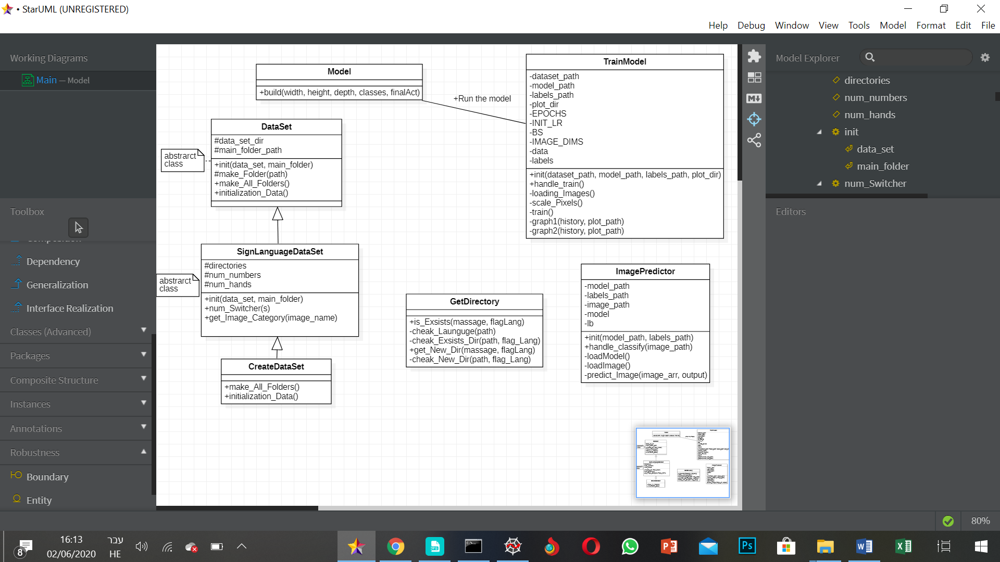 • StarUML (UNREGISTERED)
Help Debug Window View Tools Model Format Edit File
Working Diagrams
Main — Model
Toolbox
Dependency
Generalization
Interface Realization
Classes (Advanced)
Packages
Composite Structure
Instances
Annotations
Robustness
Boundary
Entity
Model
+build(width, height, depth, classes, finalAct)
+Run the model
DataSet
#data_set_dir
#main_folder_path
+init(data_set, main_folder)
#make_Folder(path)
+make_All_Folders()
+initialization_Data()
abstrarct
class
SignLanguageDataSet
#directories
#num_numbers
#num_hands
+init(data_set, main_folder)
+num_Switcher(s)
+get_Image_Category(image_name)
abstrarct
class
CreateDataSet
+make_All_Folders()
+initialization_Data()
GetDirectory
+is_Exsists(massage, flagLang)
-cheak_Launguge(path)
-cheak_Exsists_Dir(path, flag_Lang)
+get_New_Dir(massage, flagLang)
-cheak_New_Dir(path, flag_Lang)
TrainModel
-dataset_path
-model_path
-labels_path
-plot_dir
-EPOCHS
-INIT_LR
-BS
-IMAGE_DIMS
-data
-labels
+init(dataset_path, model_path, labels_path, plot_dir)
+handle_train()
-loading_Images()
-scale_Pixels()
-train()
-graph1(history, plot_path)
-graph2(history, plot_path)
ImagePredictor
-model_path
-labels_path
-image_path
-model
-lb
+init(model_path, labels_path)
+handle_classify(image_path)
-loadModel()
-loadImage()
-predict_Image(image_arr, output)
Model Explorer
directories
num_numbers
num_hands
init
data_set
main_folder
num_Switcher
Editors
80%
8
16:13
02/06/2020
עבר
HE
JPG
Ps